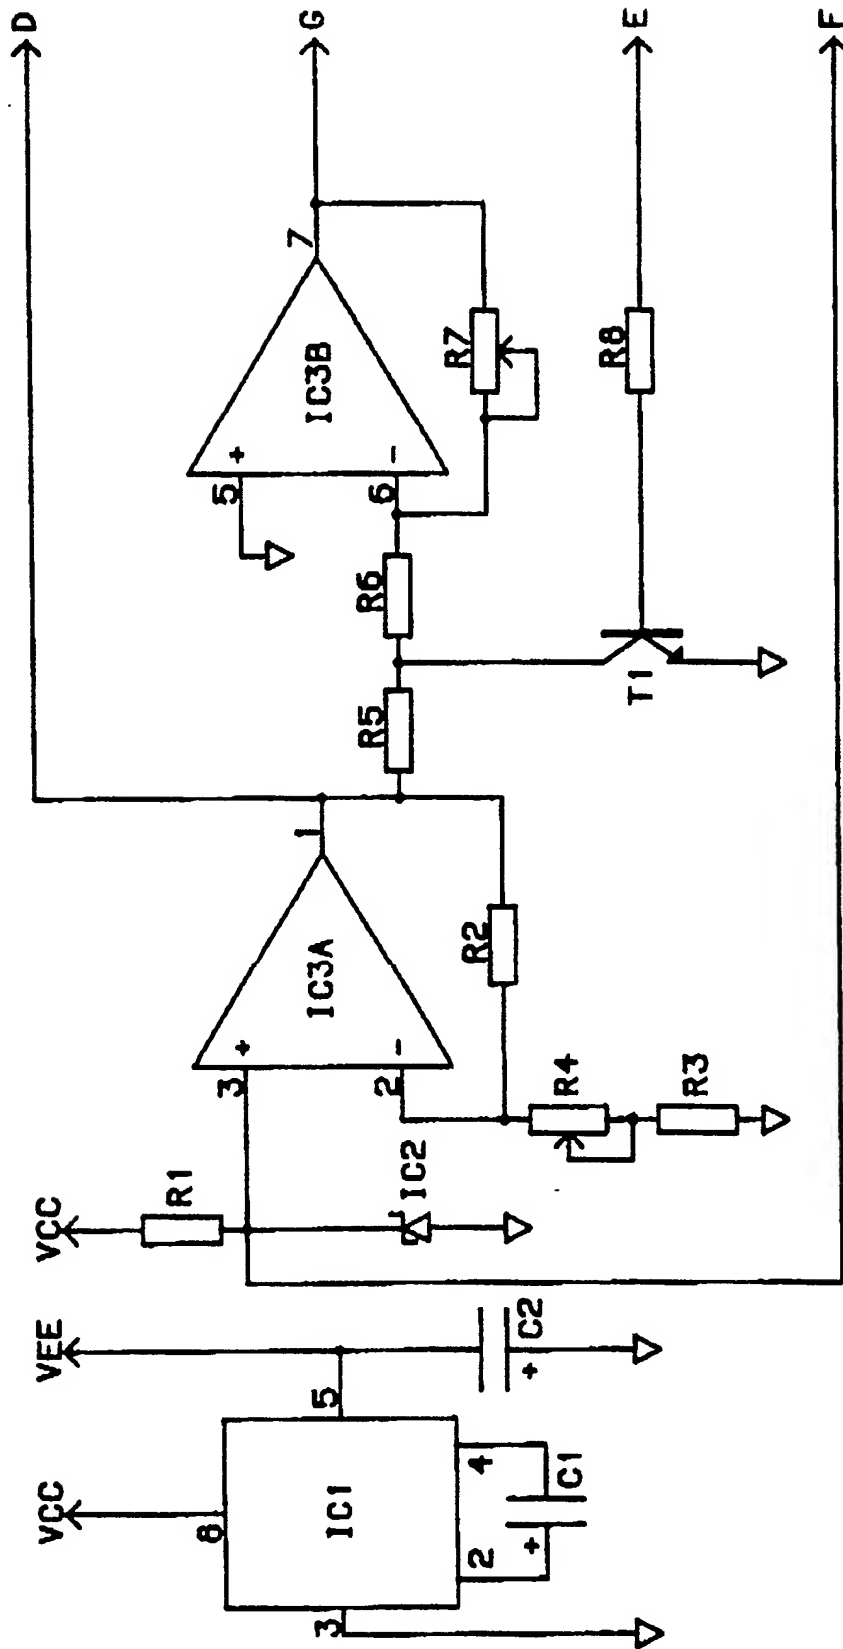 VCC
VEE
VCC
D
R1
8
3
+
5
+
7
G
3
IC1
5
IC3A
1
IC3B
2
-
6
-
R5
R6
IC2
R7
2
4
R2
+
C2
+
C1
R4
R8
T1
E
R3
F